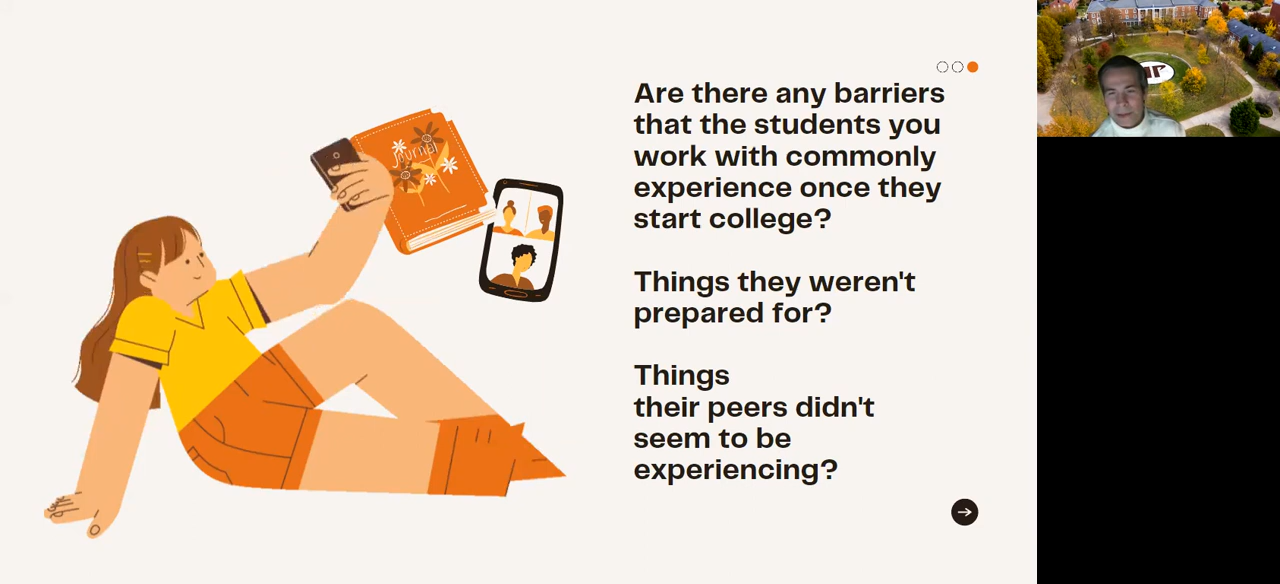 Are there any barriers
that the students you
work with commonly
experience once they
start college?
Things they weren't
prepared for?
Things
their peers didn't
seem to be
experiencing?
Journal